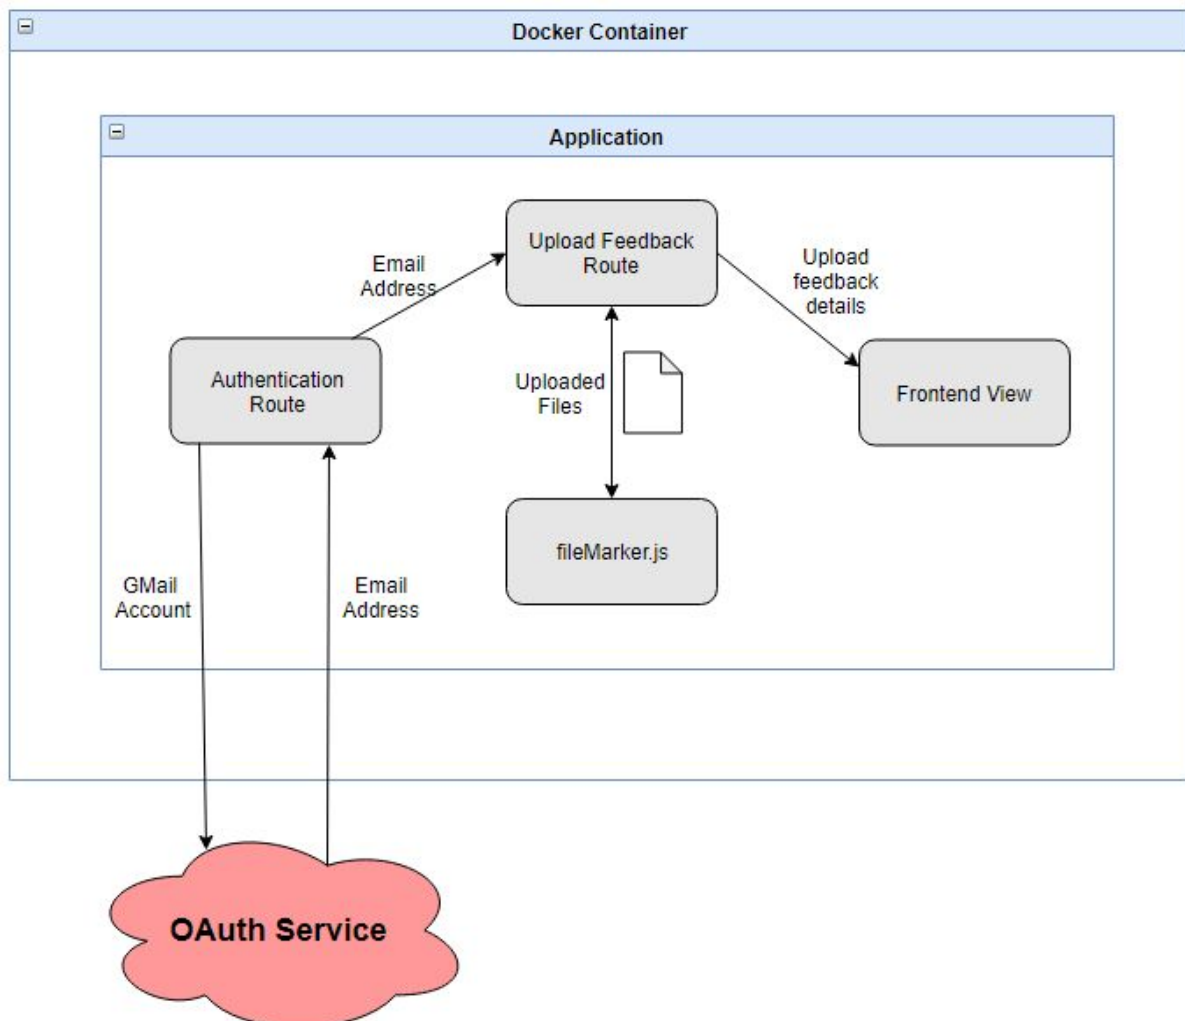 Docker Container
Application
Upload Feedback
Route
Email
Address
Upload
feedback
details
Authentication
Route
Uploaded
Files
Frontend View
fileMarker.js
GMail
Account
Email
Address
OAuth Service